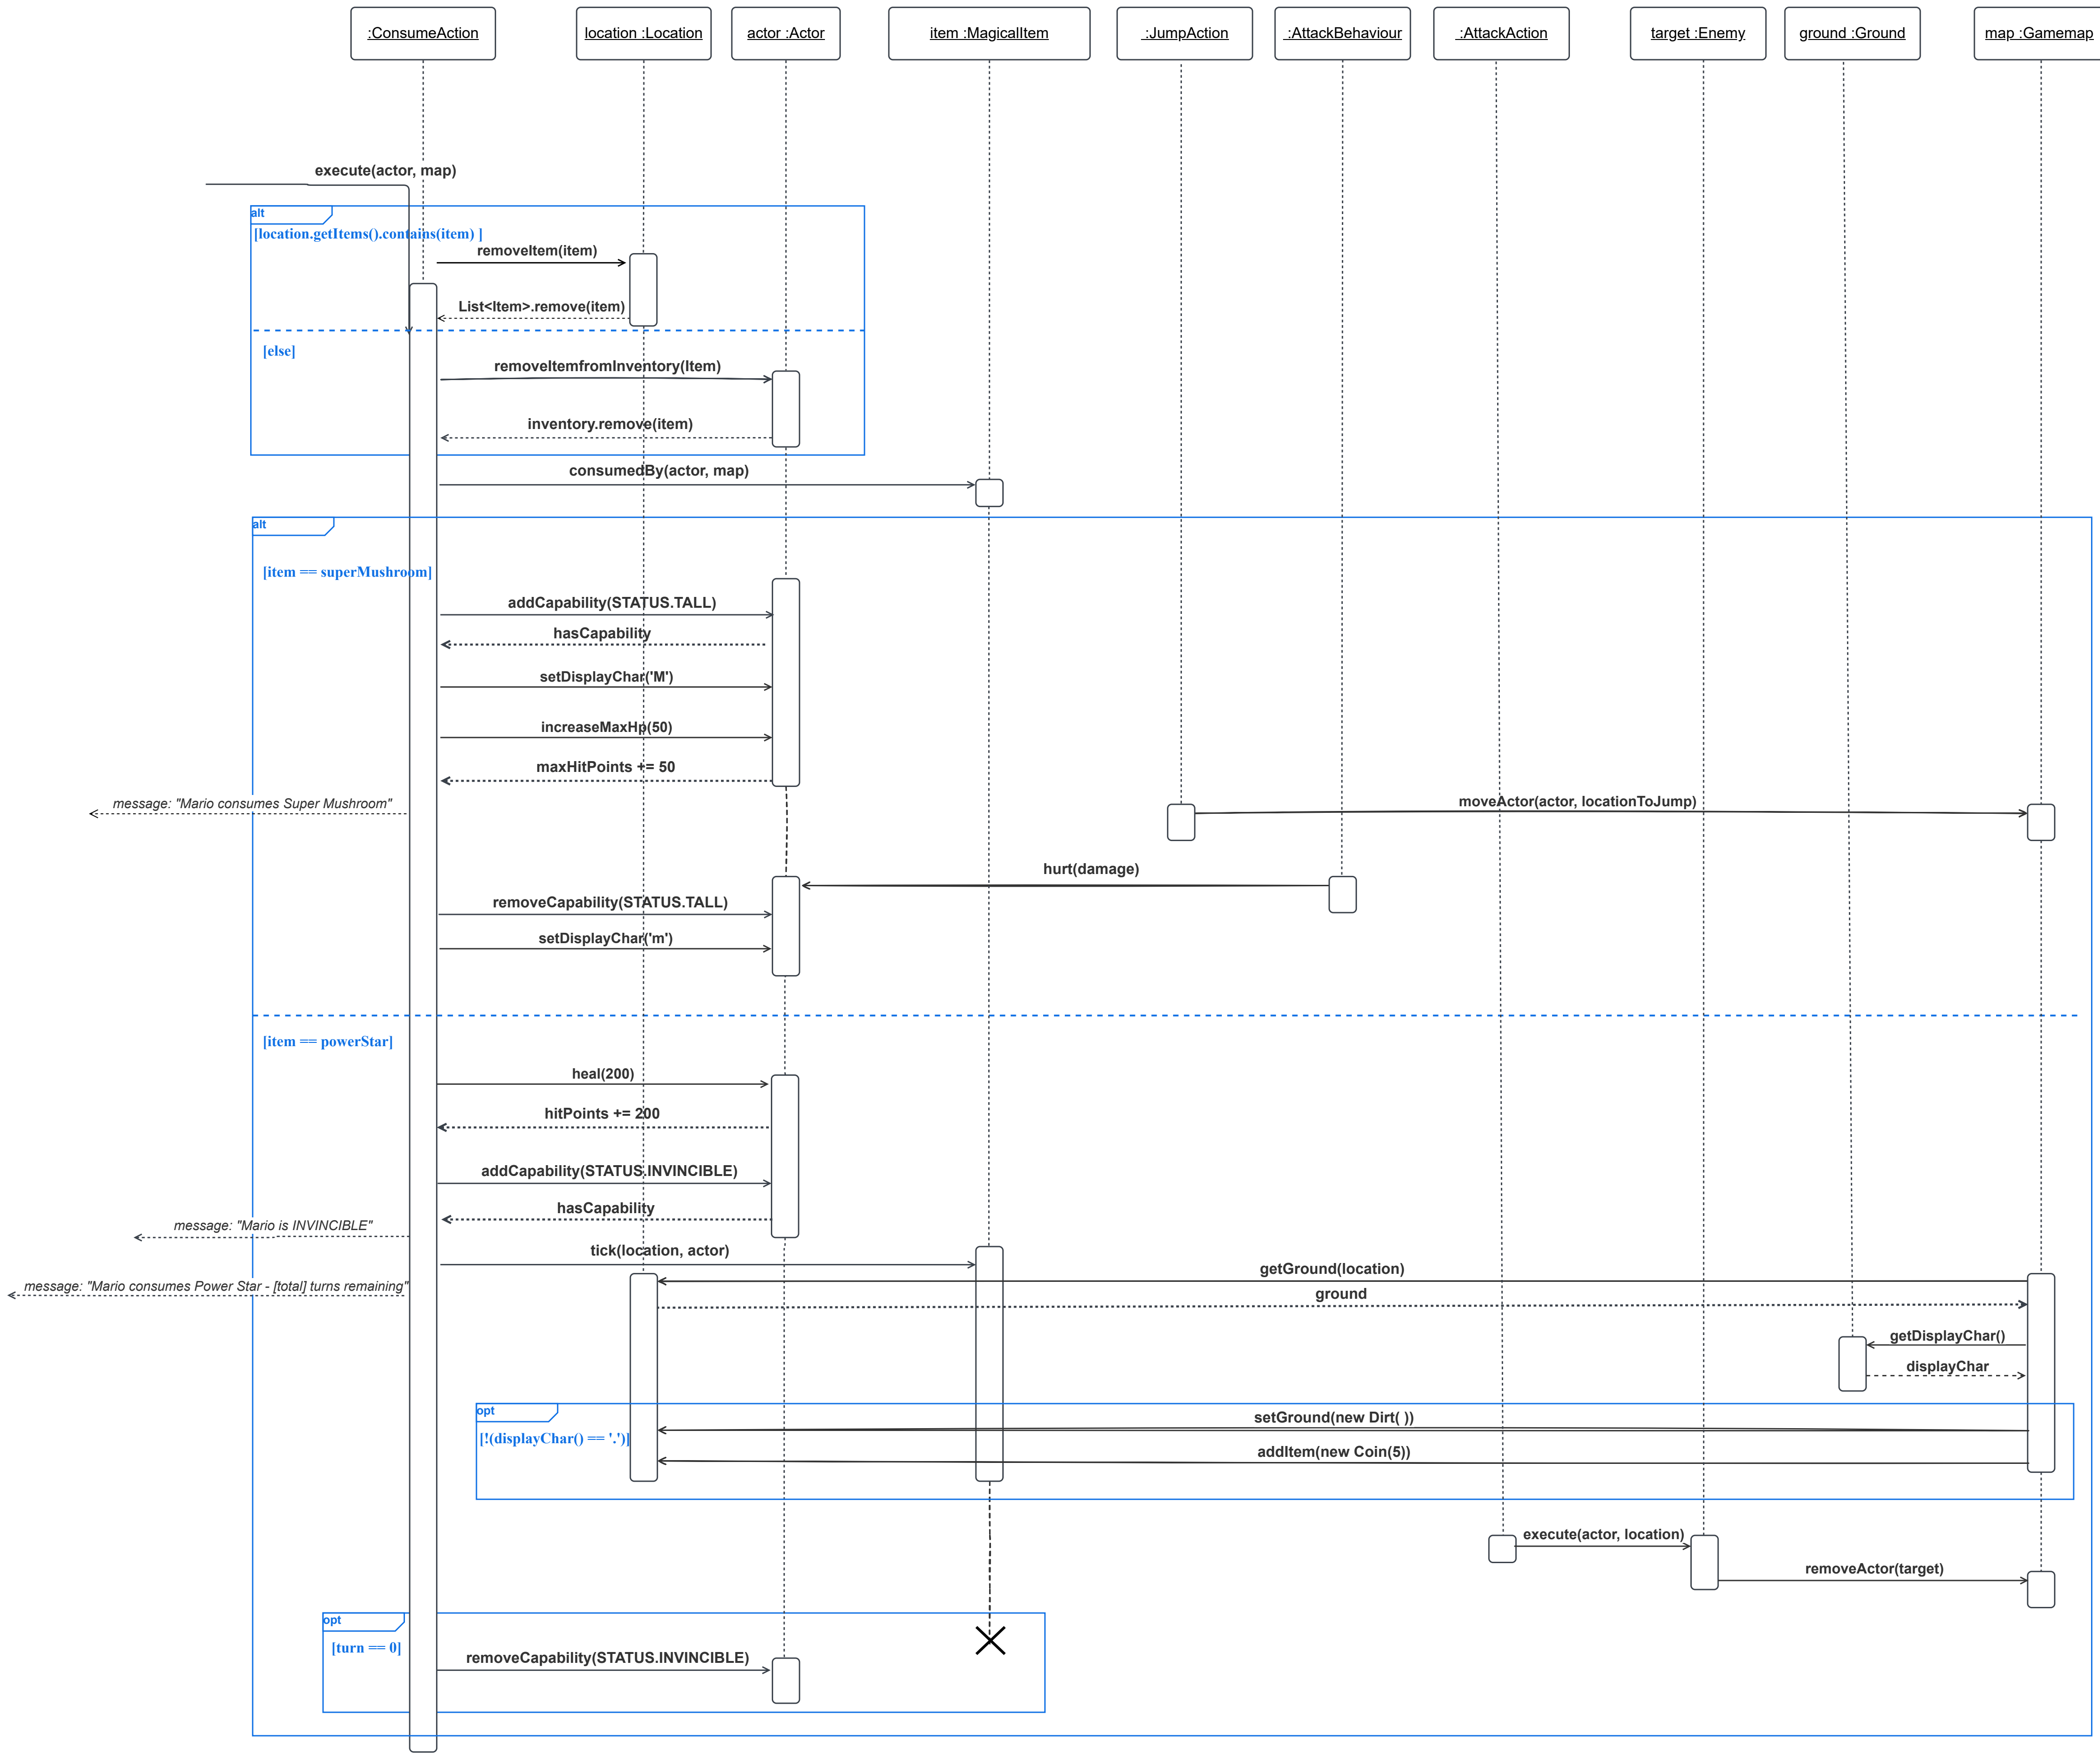 :ConsumeAction
location :Location
actor :Actor
item :MagicalItem
:JumpAction
:AttackBehaviour
:AttackAction
target :Enemy
ground :Ground
map :Gamemap
execute(actor, map)
alt
[location.getItems().contains(item) ]
removeItem(item)
List<Item>.remove(item)
[else]
removeItemfromInventory(Item)
inventory.remove(item)
consumedBy(actor, map)
alt
[item == superMushroom]
addCapability(STATUS.TALL)
hasCapability
setDisplayChar('M')
increaseMaxHp(50)
maxHitPoints += 50
message: "Mario consumes Super Mushroom"
moveActor(actor, locationToJump)
hurt(damage)
removeCapability(STATUS.TALL)
setDisplayChar('m')
[item == powerStar]
heal(200)
hitPoints += 200
addCapability(STATUS.INVINCIBLE)
hasCapability
message: "Mario is INVINCIBLE"
tick(location, actor)
getGround(location)
message: "Mario consumes Power Star - [total] turns remaining"
ground
getDisplayChar()
displayChar
opt
[!(displayChar() == '.')]
setGround(new Dirt( ))
addItem(new Coin(5))
execute(actor, location)
removeActor(target)
opt
[turn == 0]
removeCapability(STATUS.INVINCIBLE)